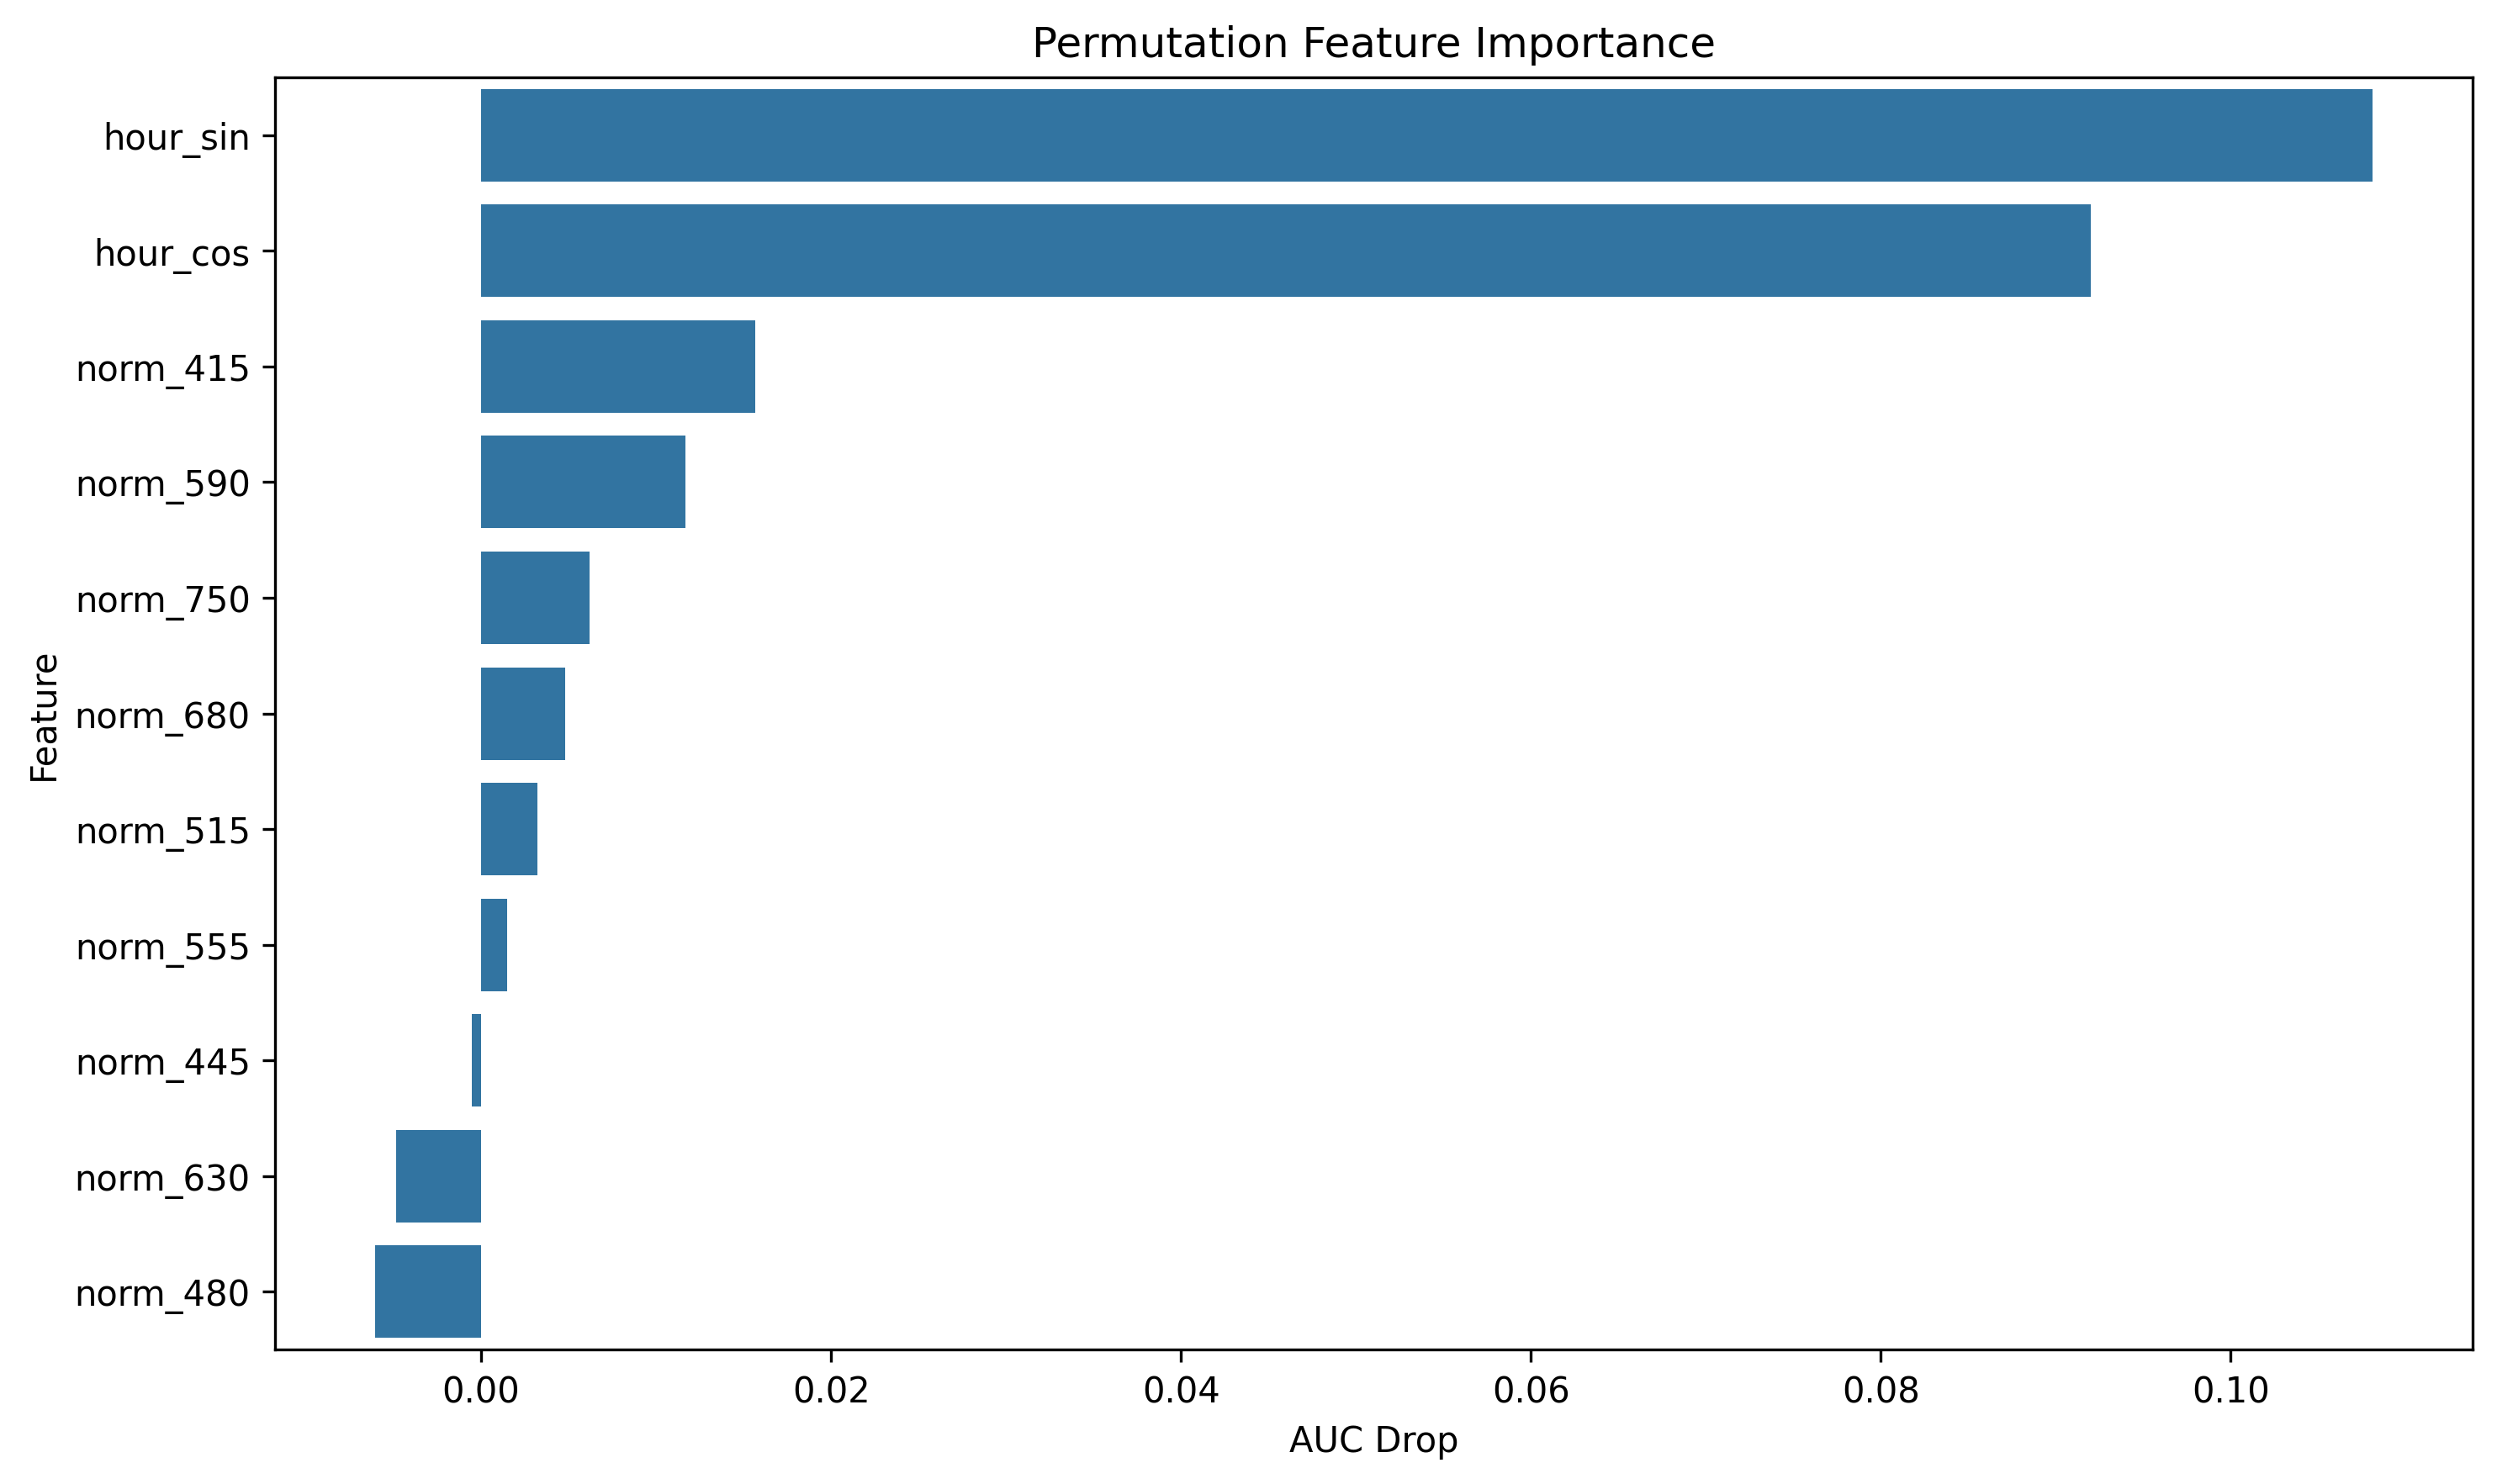 Permutation Feature Importance
hour_sin
hour_cos
norm_415
norm_590
norm_750
norm_680
norm_515
norm_555
norm_445
norm_630
norm_480
Feature
0.00 0.02 0.04 0.06 0.08 0.10
AUC Drop